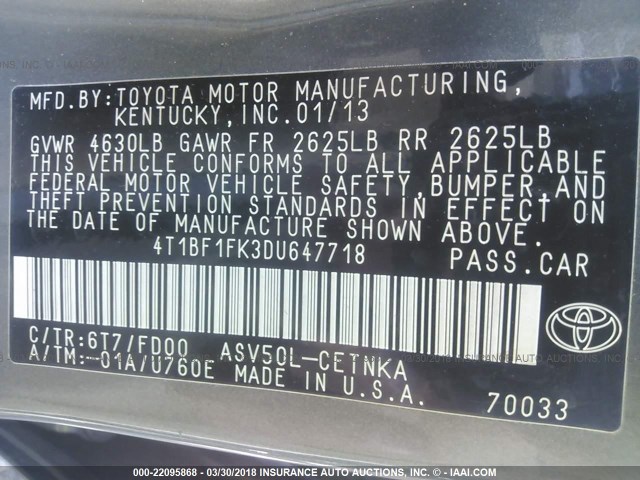 MFD.BY:TOYOTA MOTOR MANUFACTURING,
KENTUCKY, INC. 01/13
GVWR 4630LB GAWR FR 2625LB RR 2625LB
THIS VEHICLE CONFORMS TO ALL APPLICABLE
FEDERAL MOTOR VEHICLE SAFETY, BUMPER, AND
THEFT PREVENTION STANDARDS IN EFFECT ON
THE DATE OF MANUFACTURE SHOWN ABOVE.
4T1BF1FK3DU647718 PASS.CAR
C/TR:6T7/FD00 ASV50L-CETNKA
A/TM:-01A/U760E MADE IN U.S.A.
70033
000-22095868 - 03/30/2018 - INSURANCE AUTO AUCTIONS, INC. - IAAI.COM